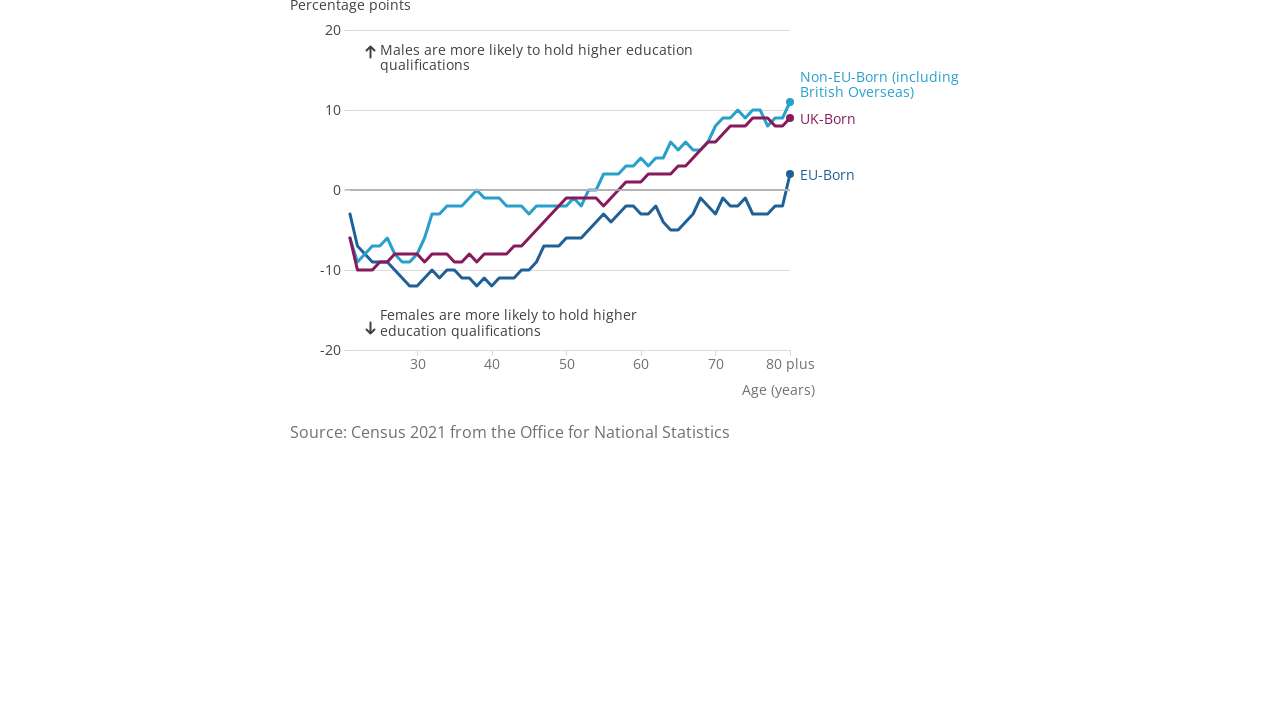 Percentage points
20
Males are more likely to hold higher education
qualifications
Non-EU-Born (including
British Overseas)
10
UK-Born
EU-Born
0
-10
Females are more likely to hold higher
education qualifications
-20
30 40 50 60 70 80 plus
Age (years)
Source: Census 2021 from the Office for National Statistics